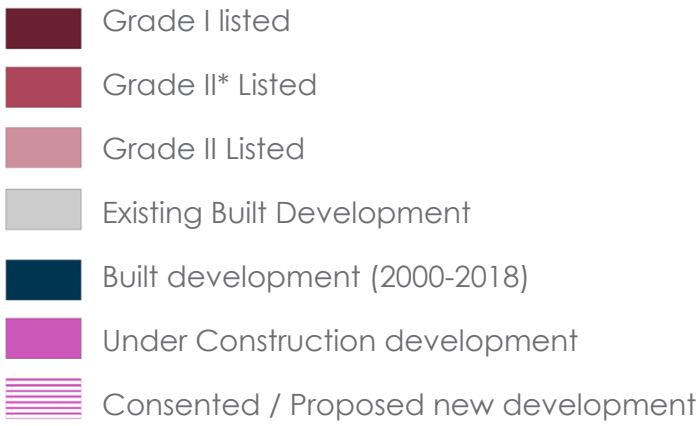 Grade I listed
Grade II* Listed
Grade II Listed
Existing Built Development
Built development (2000-2018)
Under Construction development
Consented / Proposed new development